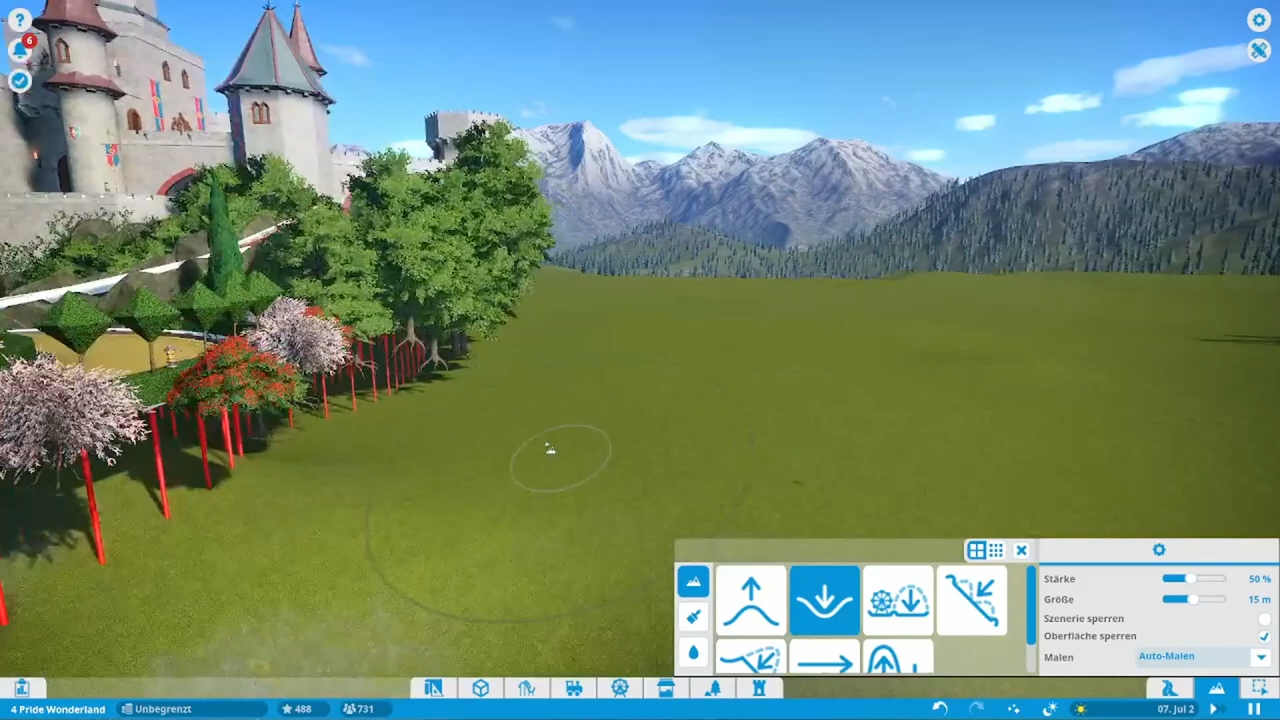 ?
6
Stärke 50 %
Größe 15 m
Szenerie sperren
Oberfläche sperren
Malen Auto-Malen
4 Pride Wonderland Unbegrenzt 488 731 07. Jul 2